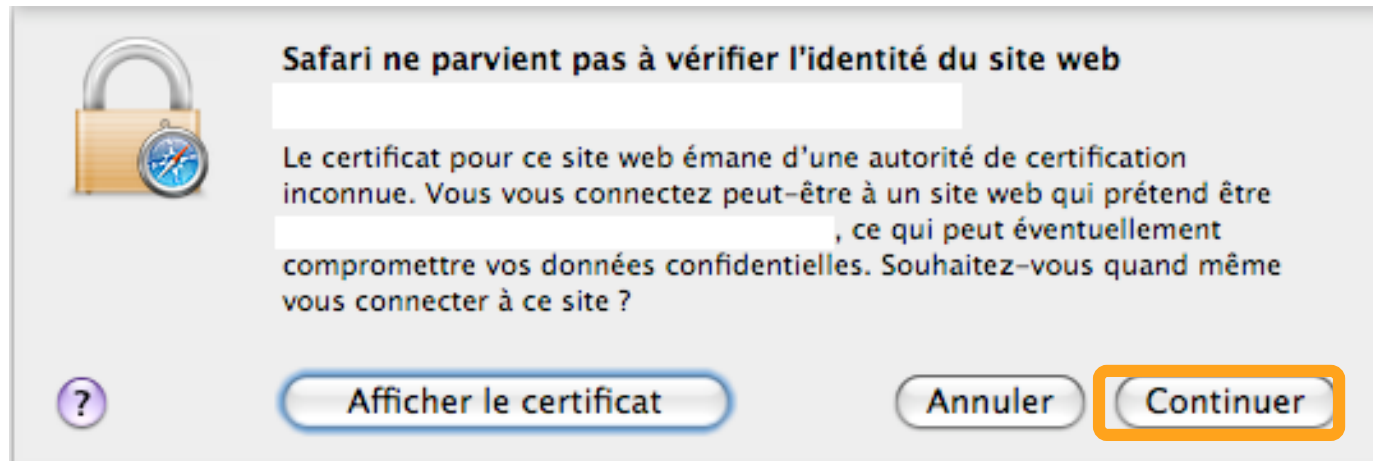 Safari ne parvient pas à vérifier l'identité du site web
Le certificat pour ce site web émane d'une autorité de certification
inconnue. Vous vous connectez peut-être à un site web qui prétend être
, ce qui peut éventuellement
compromettre vos données confidentielles. Souhaitez-vous quand même
vous connecter à ce site ?
? Afficher le certificat Annuler Continuer